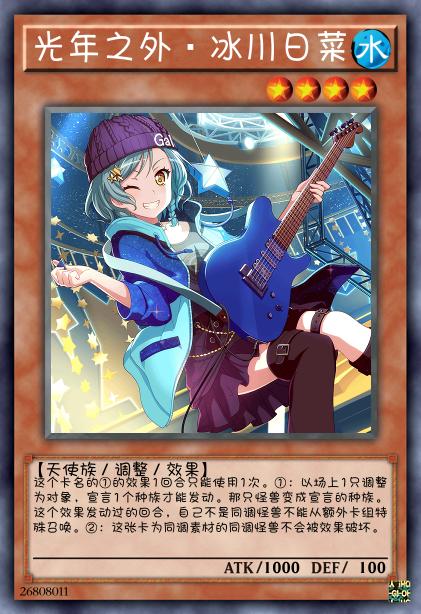 光年之外·冰川日菜
水
Gal
【天使族/调整/效果】
这个卡名的①的效果1回合只能使用1次。①：以场上1只调整
为对象，宣言1个种族才能发动。那只怪兽变成宣言的种族。
这个效果发动过的回合，自己不是同调怪兽不能从额外卡组特
殊召唤。②：这张卡为同调素材的同调怪兽不会被效果破坏。
ATK/1000 DEF/ 100
26808011